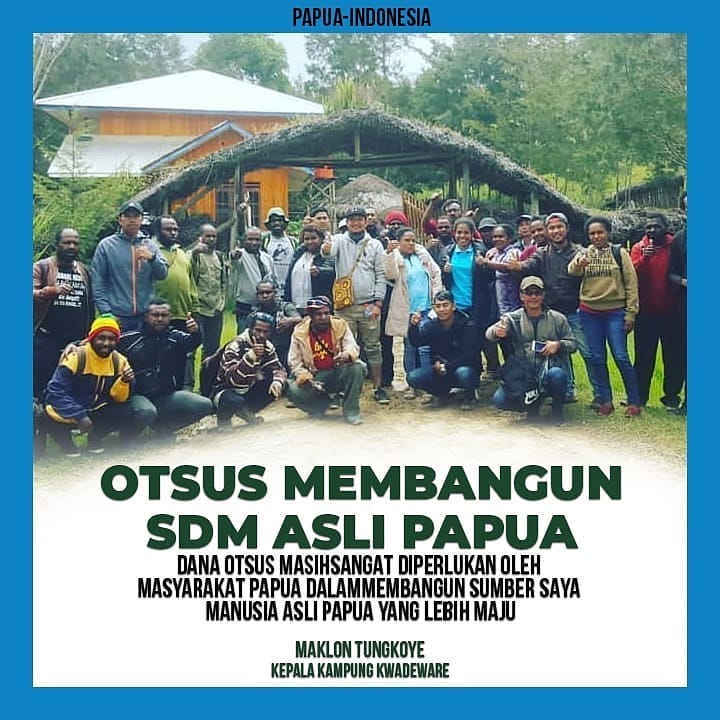 PAPUA-INDONESIA
OTSUS MEMBANGUN
SDM ASLI PAPUA
DANA OTSUS MASIHSANGAT DIPERLUKAN OLEH
MASYARAKAT PAPUA DALAMMEMBANGUN SUMBER SAYA
MANUSIA ASLI PAPUA YANG LEBIH MAJU
MAKLON TUNGKOYE
KEPALA KAMPUNG KWADEWARE